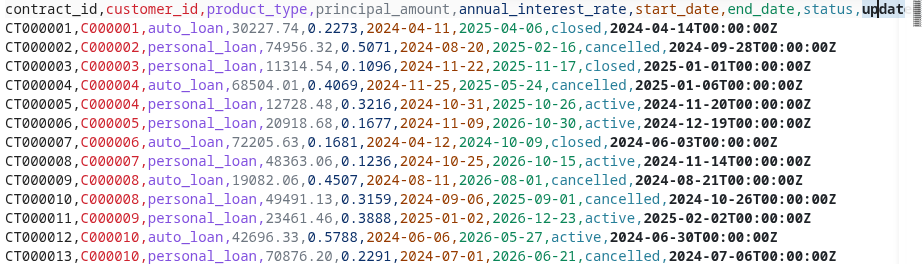 contract_id,customer_id,product_type,principal_amount,annual_interest_rate,start_date,end_date,status,updat
CT000001,C000001,auto_loan,30227.74,0.2273,2024-04-11,2025-04-06,closed,2024-04-14T00:00:00Z
CT000002,C000002,personal_loan,74956.32,0.5071,2024-08-20,2025-02-16,cancelled,2024-09-28T00:00:00Z
CT000003,C000003,personal_loan,11314.54,0.1096,2024-11-22,2025-11-17,closed,2025-01-01T00:00:00Z
CT000004,C000004,auto_loan,68504.01,0.4069,2024-11-25,2025-05-24,cancelled,2025-01-06T00:00:00Z
CT000005,C000004,personal_loan,12728.48,0.3216,2024-10-31,2025-10-26,active,2024-11-20T00:00:00Z
CT000006,C000005,personal_loan,20918.68,0.1677,2024-11-09,2026-10-30,active,2024-12-19T00:00:00Z
CT000007,C000006,auto_loan,72205.63,0.1681,2024-04-12,2024-10-09,closed,2024-06-03T00:00:00Z
CT000008,C000007,personal_loan,48363.06,0.1236,2024-10-25,2026-10-15,active,2024-11-14T00:00:00Z
CT000009,C000008,auto_loan,19082.06,0.4507,2024-08-11,2026-08-01,cancelled,2024-08-21T00:00:00Z
CT000010,C000008,personal_loan,49491.13,0.3159,2024-09-06,2025-09-01,cancelled,2024-10-26T00:00:00Z
CT000011,C000009,personal_loan,23461.46,0.3888,2025-01-02,2026-12-23,active,2025-02-02T00:00:00Z
CT000012,C000010,auto_loan,42696.33,0.5788,2024-06-06,2026-05-27,active,2024-06-30T00:00:00Z
CT000013,C000010,personal_loan,70876.20,0.2291,2024-07-01,2026-06-21,cancelled,2024-07-06T00:00:00Z